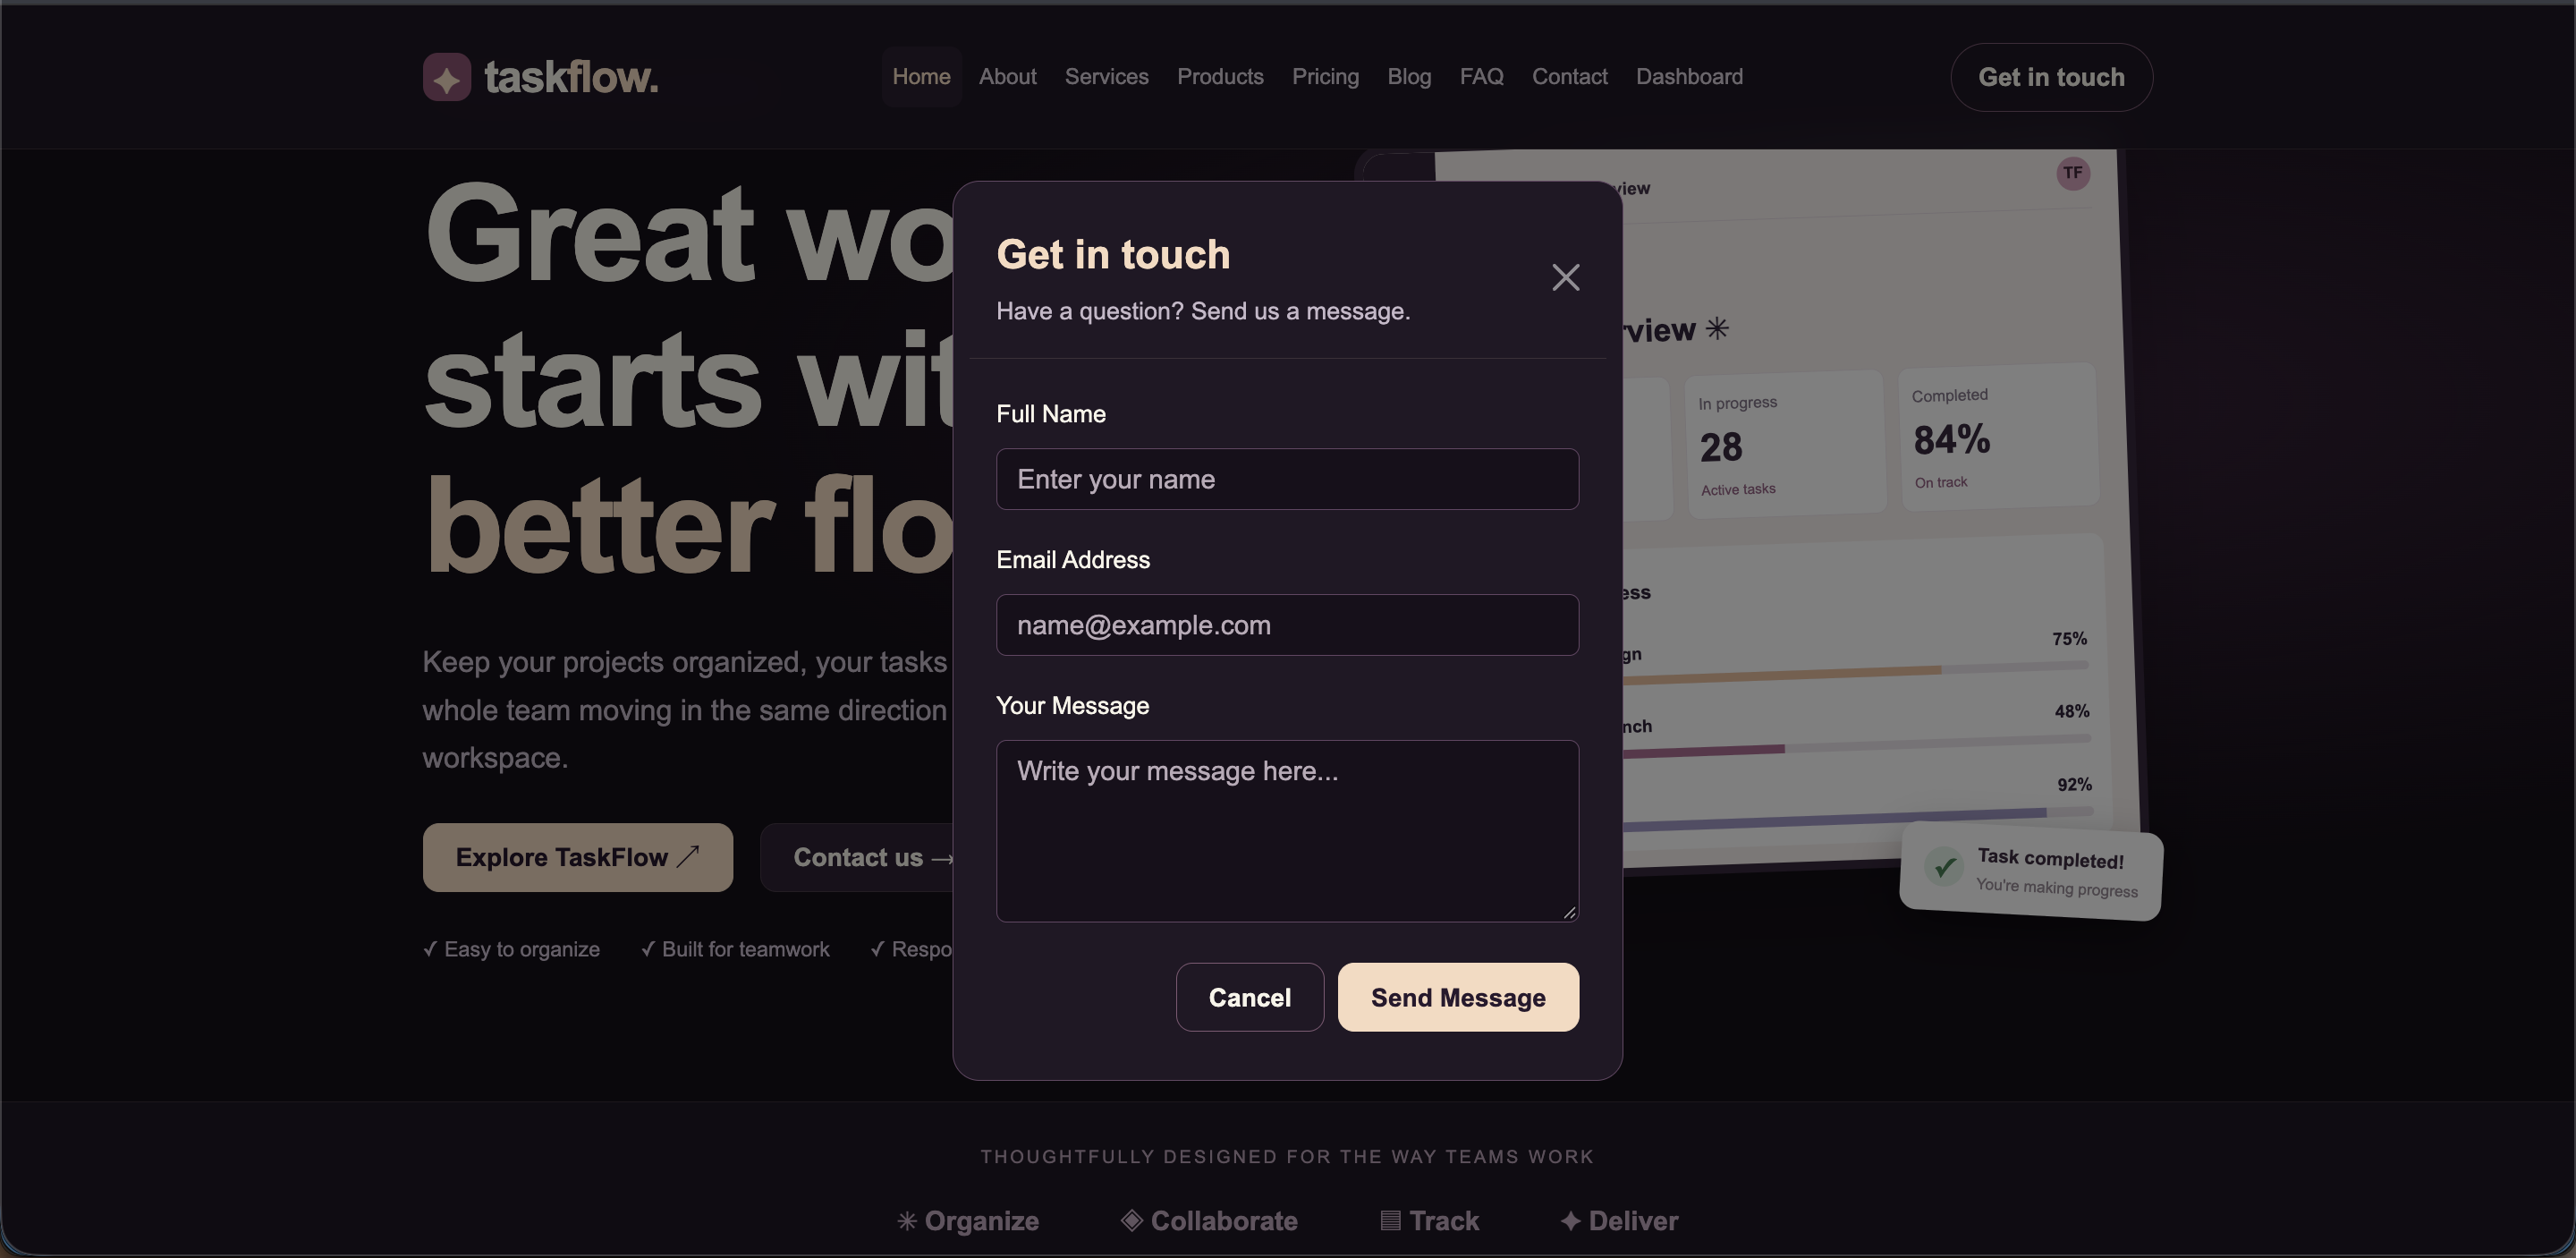 taskflow.
Home About Services Products Pricing Blog FAQ Contact Dashboard
Get in touch
Great wo
starts wit
better flo
Keep your projects organized, your tasks
whole team moving in the same direction
workspace.
Explore TaskFlow ↗
Contact us →
✓ Easy to organize ✓ Built for teamwork ✓ Respo
Get in touch
Have a question? Send us a message.
Full Name
Enter your name
Email Address
name@example.com
Your Message
Write your message here...
Cancel
Send Message
view
TF
rview ✳
In progress
28
Active tasks
Completed
84%
On track
ess
gn
75%
nch
48%
92%
✓ Task completed!
You're making progress
THOUGHTFULLY DESIGNED FOR THE WAY TEAMS WORK
✳ Organize ◈ Collaborate ▤ Track ✦ Deliver